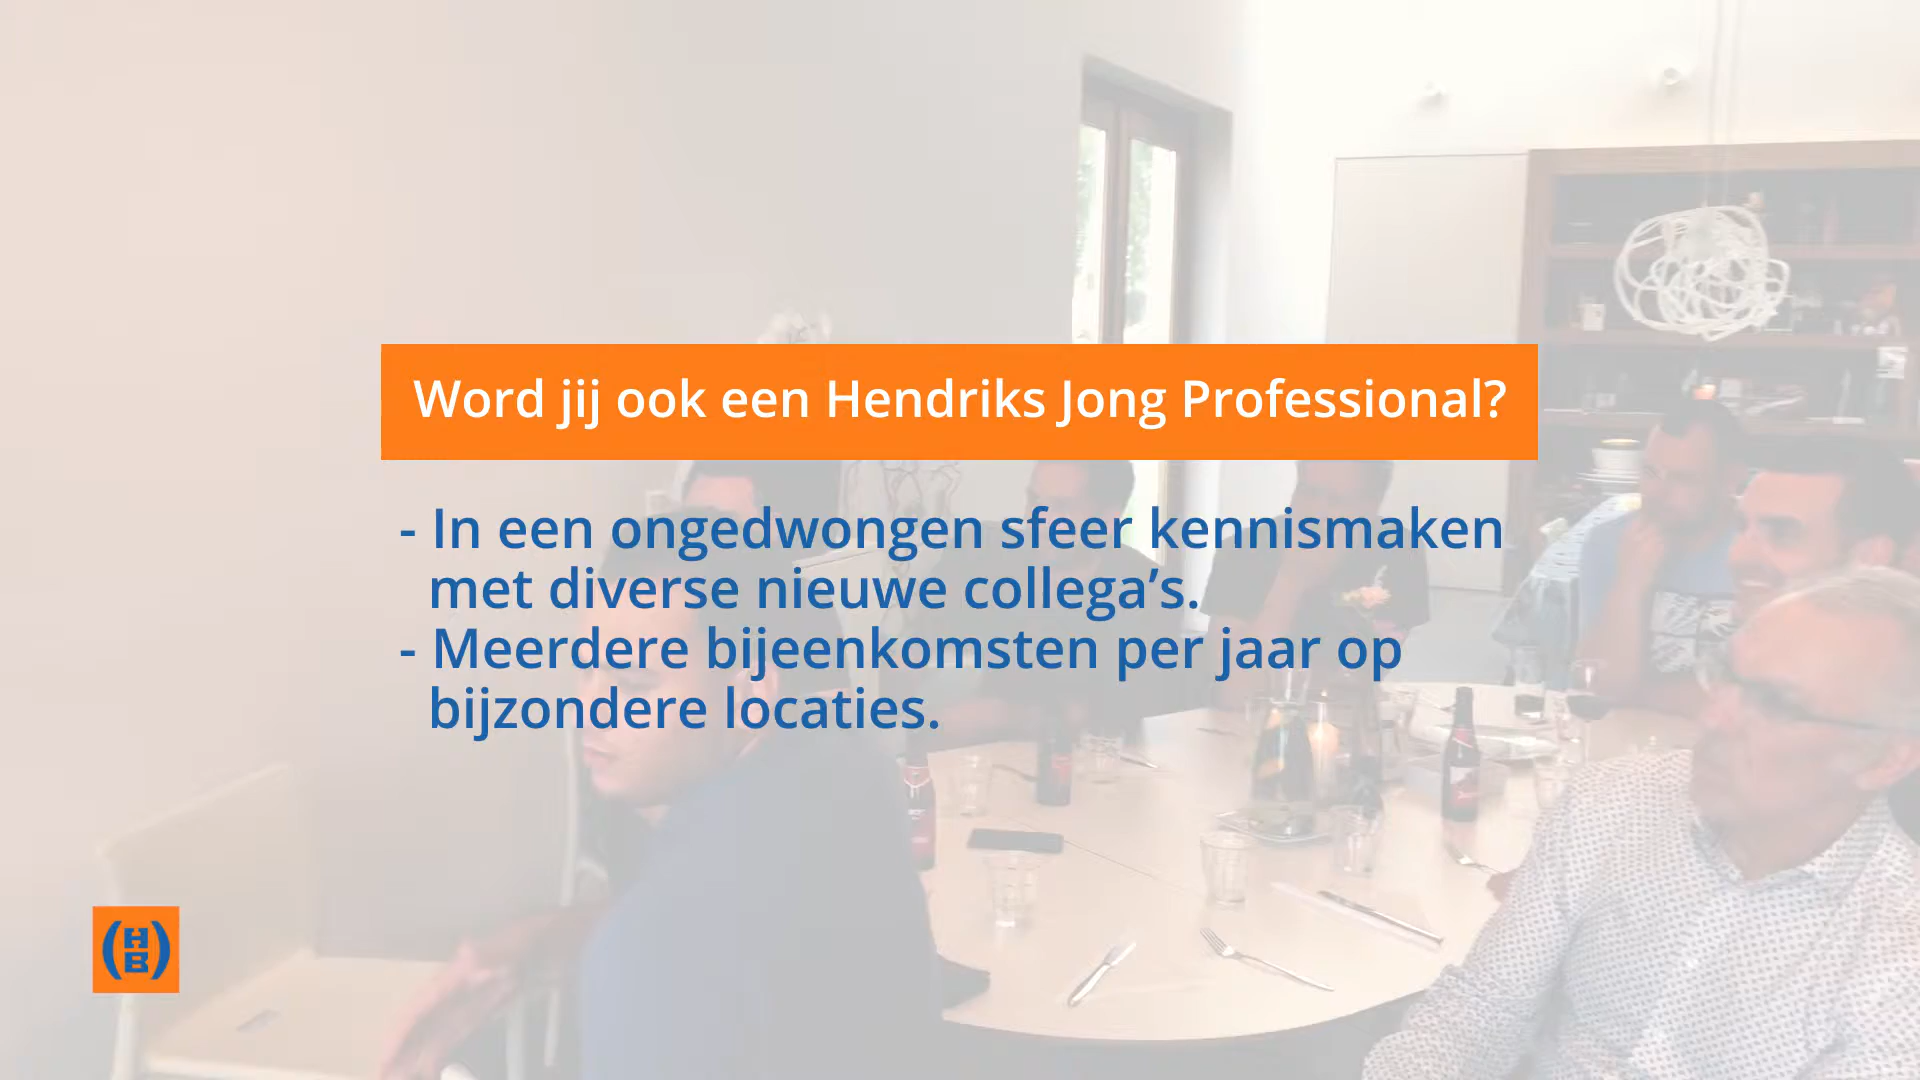 Word jij ook een Hendriks Jong Professional?
- In een ongedwongen sfeer kennismaken
met diverse nieuwe collega’s.
- Meerdere bijeenkomsten per jaar op
bijzondere locaties.
HB